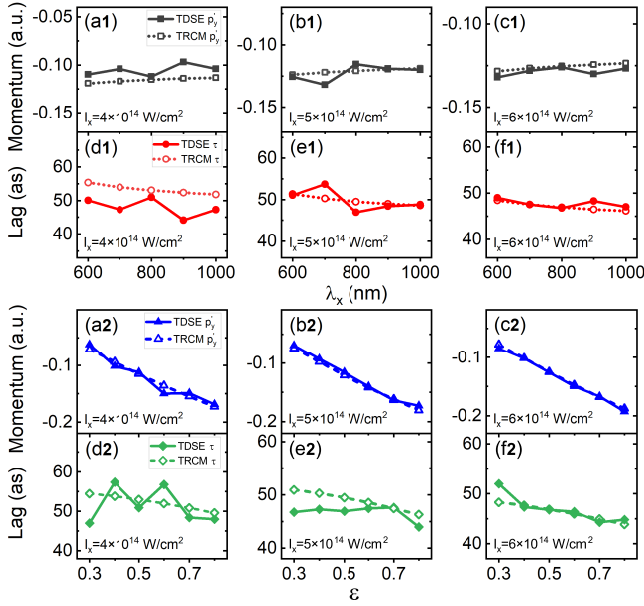 (a1) TDSE p'y TRCM p'y (b1) (c1)
Momentum (a.u.)
-0.05 -0.10 -0.15
-0.10 -0.15
-0.10 -0.15
Iₓ=4×10¹⁴ W/cm² Iₓ=5×10¹⁴ W/cm² Iₓ=6×10¹⁴ W/cm²
(d1) TDSE τ TRCM τ (e1) (f1)
Lag (as)
60 50 40
60 50
60 50 40
Iₓ=4×10¹⁴ W/cm² Iₓ=5×10¹⁴ W/cm² Iₓ=6×10¹⁴ W/cm²
600 800 1000 600 800 1000 600 800 1000
λₓ (nm)
(a2) TDSE p'y TRCM p'y (b2) (c2)
Momentum (a.u.)
-0.1 -0.2
-0.1 -0.2
-0.1 -0.2
Iₓ=4×10¹⁴ W/cm² Iₓ=5×10¹⁴ W/cm² Iₓ=6×10¹⁴ W/cm²
(d2) TDSE τ TRCM τ (e2) (f2)
Lag (as)
60 50 40
60 50 40
60 50 40
Iₓ=4×10¹⁴ W/cm² Iₓ=5×10¹⁴ W/cm² Iₓ=6×10¹⁴ W/cm²
0.3 0.5 0.7 0.3 0.5 0.7 0.3 0.5 0.7
ε